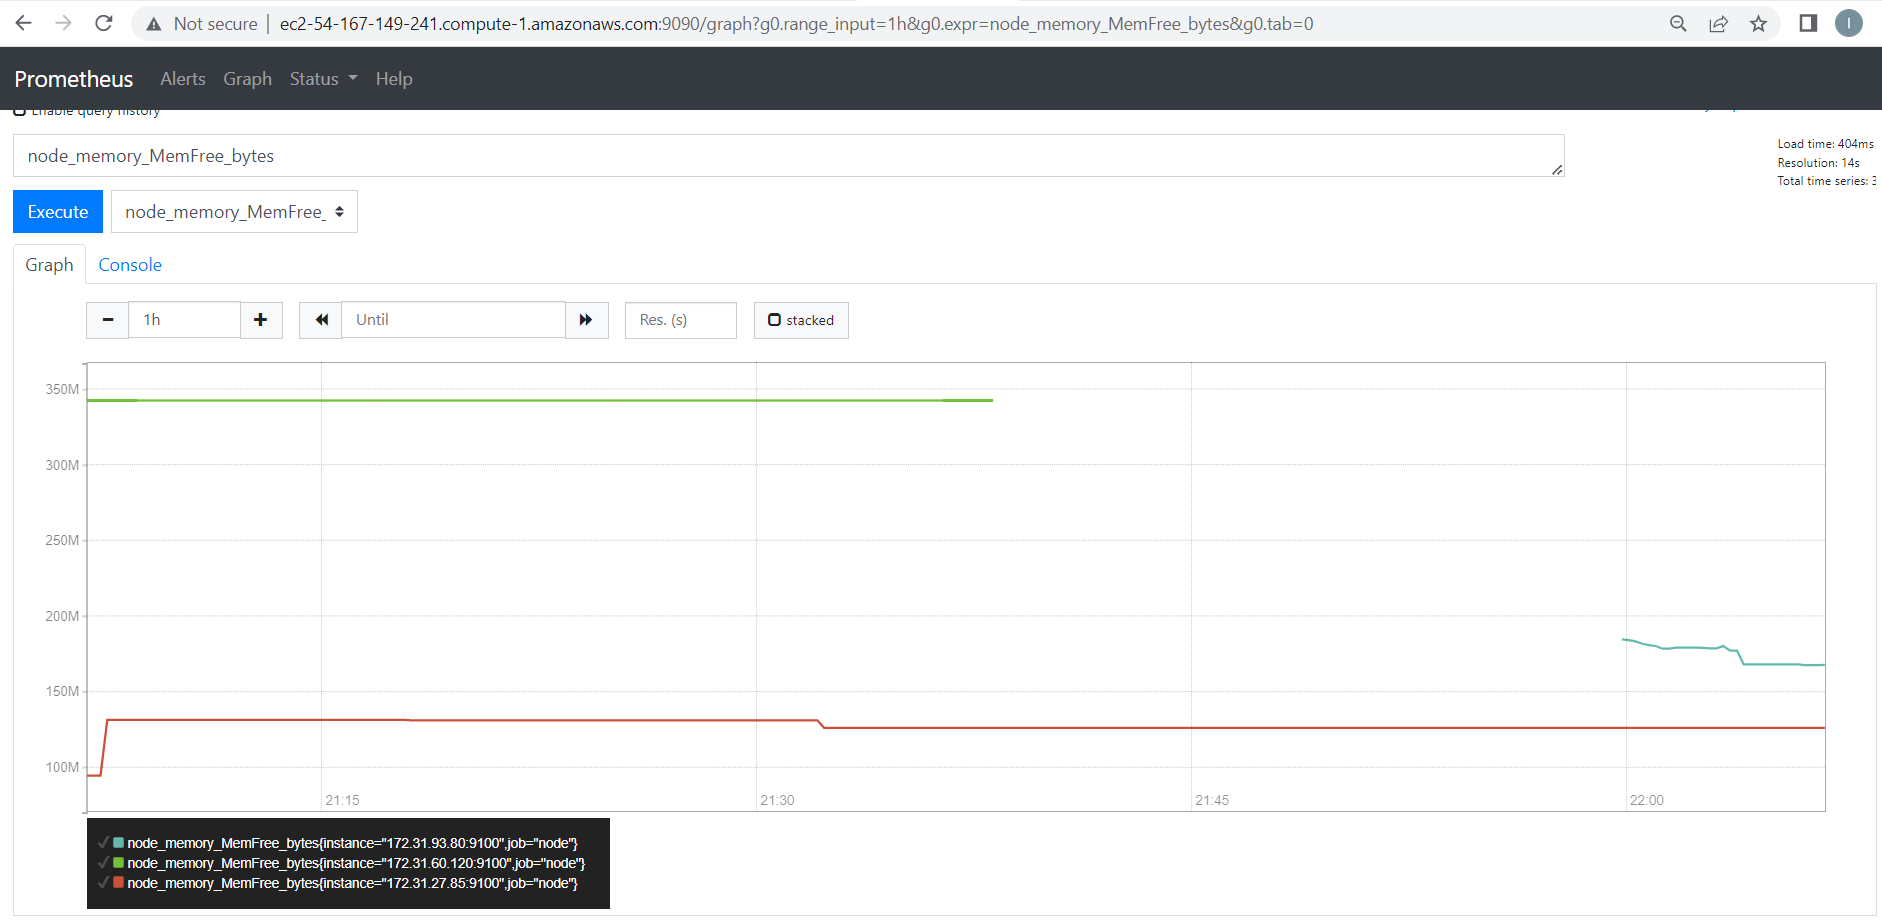 Not secure | ec2-54-167-149-241.compute-1.amazonaws.com:9090/graph?g0.range_input=1h&g0.expr=node_memory_MemFree_bytes&g0.tab=0
I
Prometheus Alerts Graph Status Help
Enable query history
node_memory_MemFree_bytes
Load time: 404ms
Resolution: 14s
Total time series: 3
Execute node_memory_MemFree_
Graph Console
1h Until Res. (s) stacked
350M
300M
250M
200M
150M
100M
21:15 21:30 21:45 22:00
node_memory_MemFree_bytes{instance="172.31.93.80:9100",job="node"}
node_memory_MemFree_bytes{instance="172.31.60.120:9100",job="node"}
node_memory_MemFree_bytes{instance="172.31.27.85:9100",job="node"}